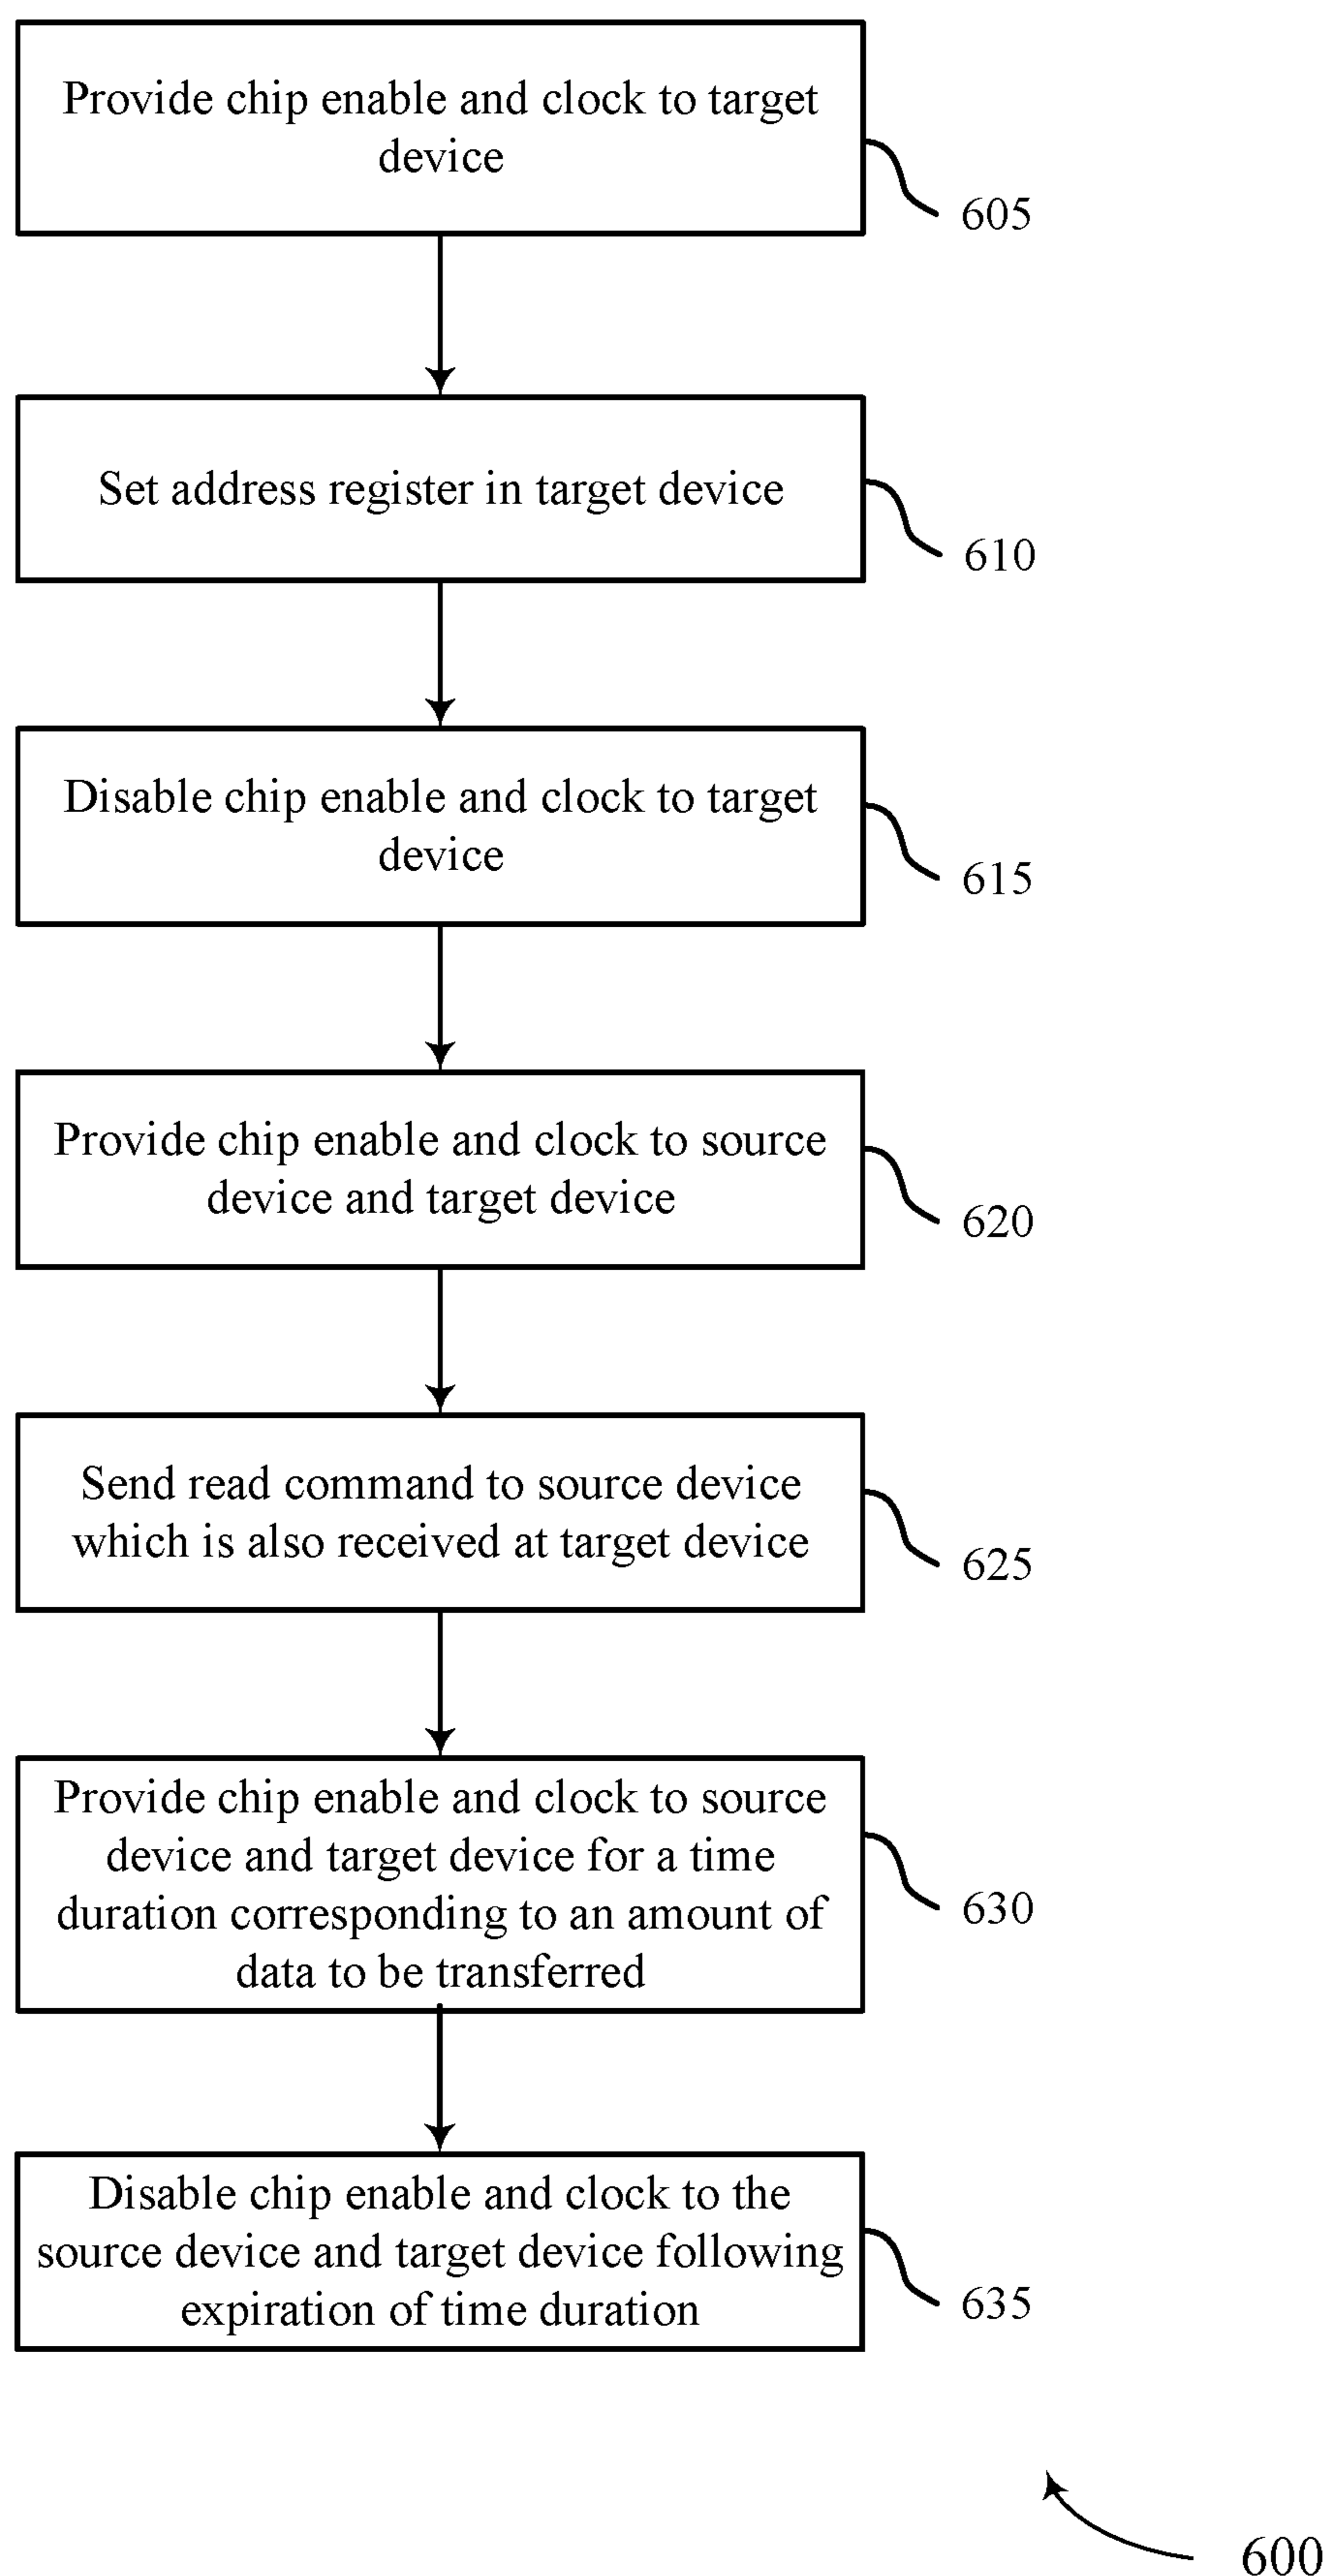 Provide chip enable and clock to target
device
605
Set address register in target device
610
Disable chip enable and clock to target
device
615
Provide chip enable and clock to source
device and target device
620
Send read command to source device
which is also received at target device
625
Provide chip enable and clock to source
device and target device for a time
duration corresponding to an amount of
data to be transferred
630
Disable chip enable and clock to the
source device and target device following
expiration of time duration
635
600